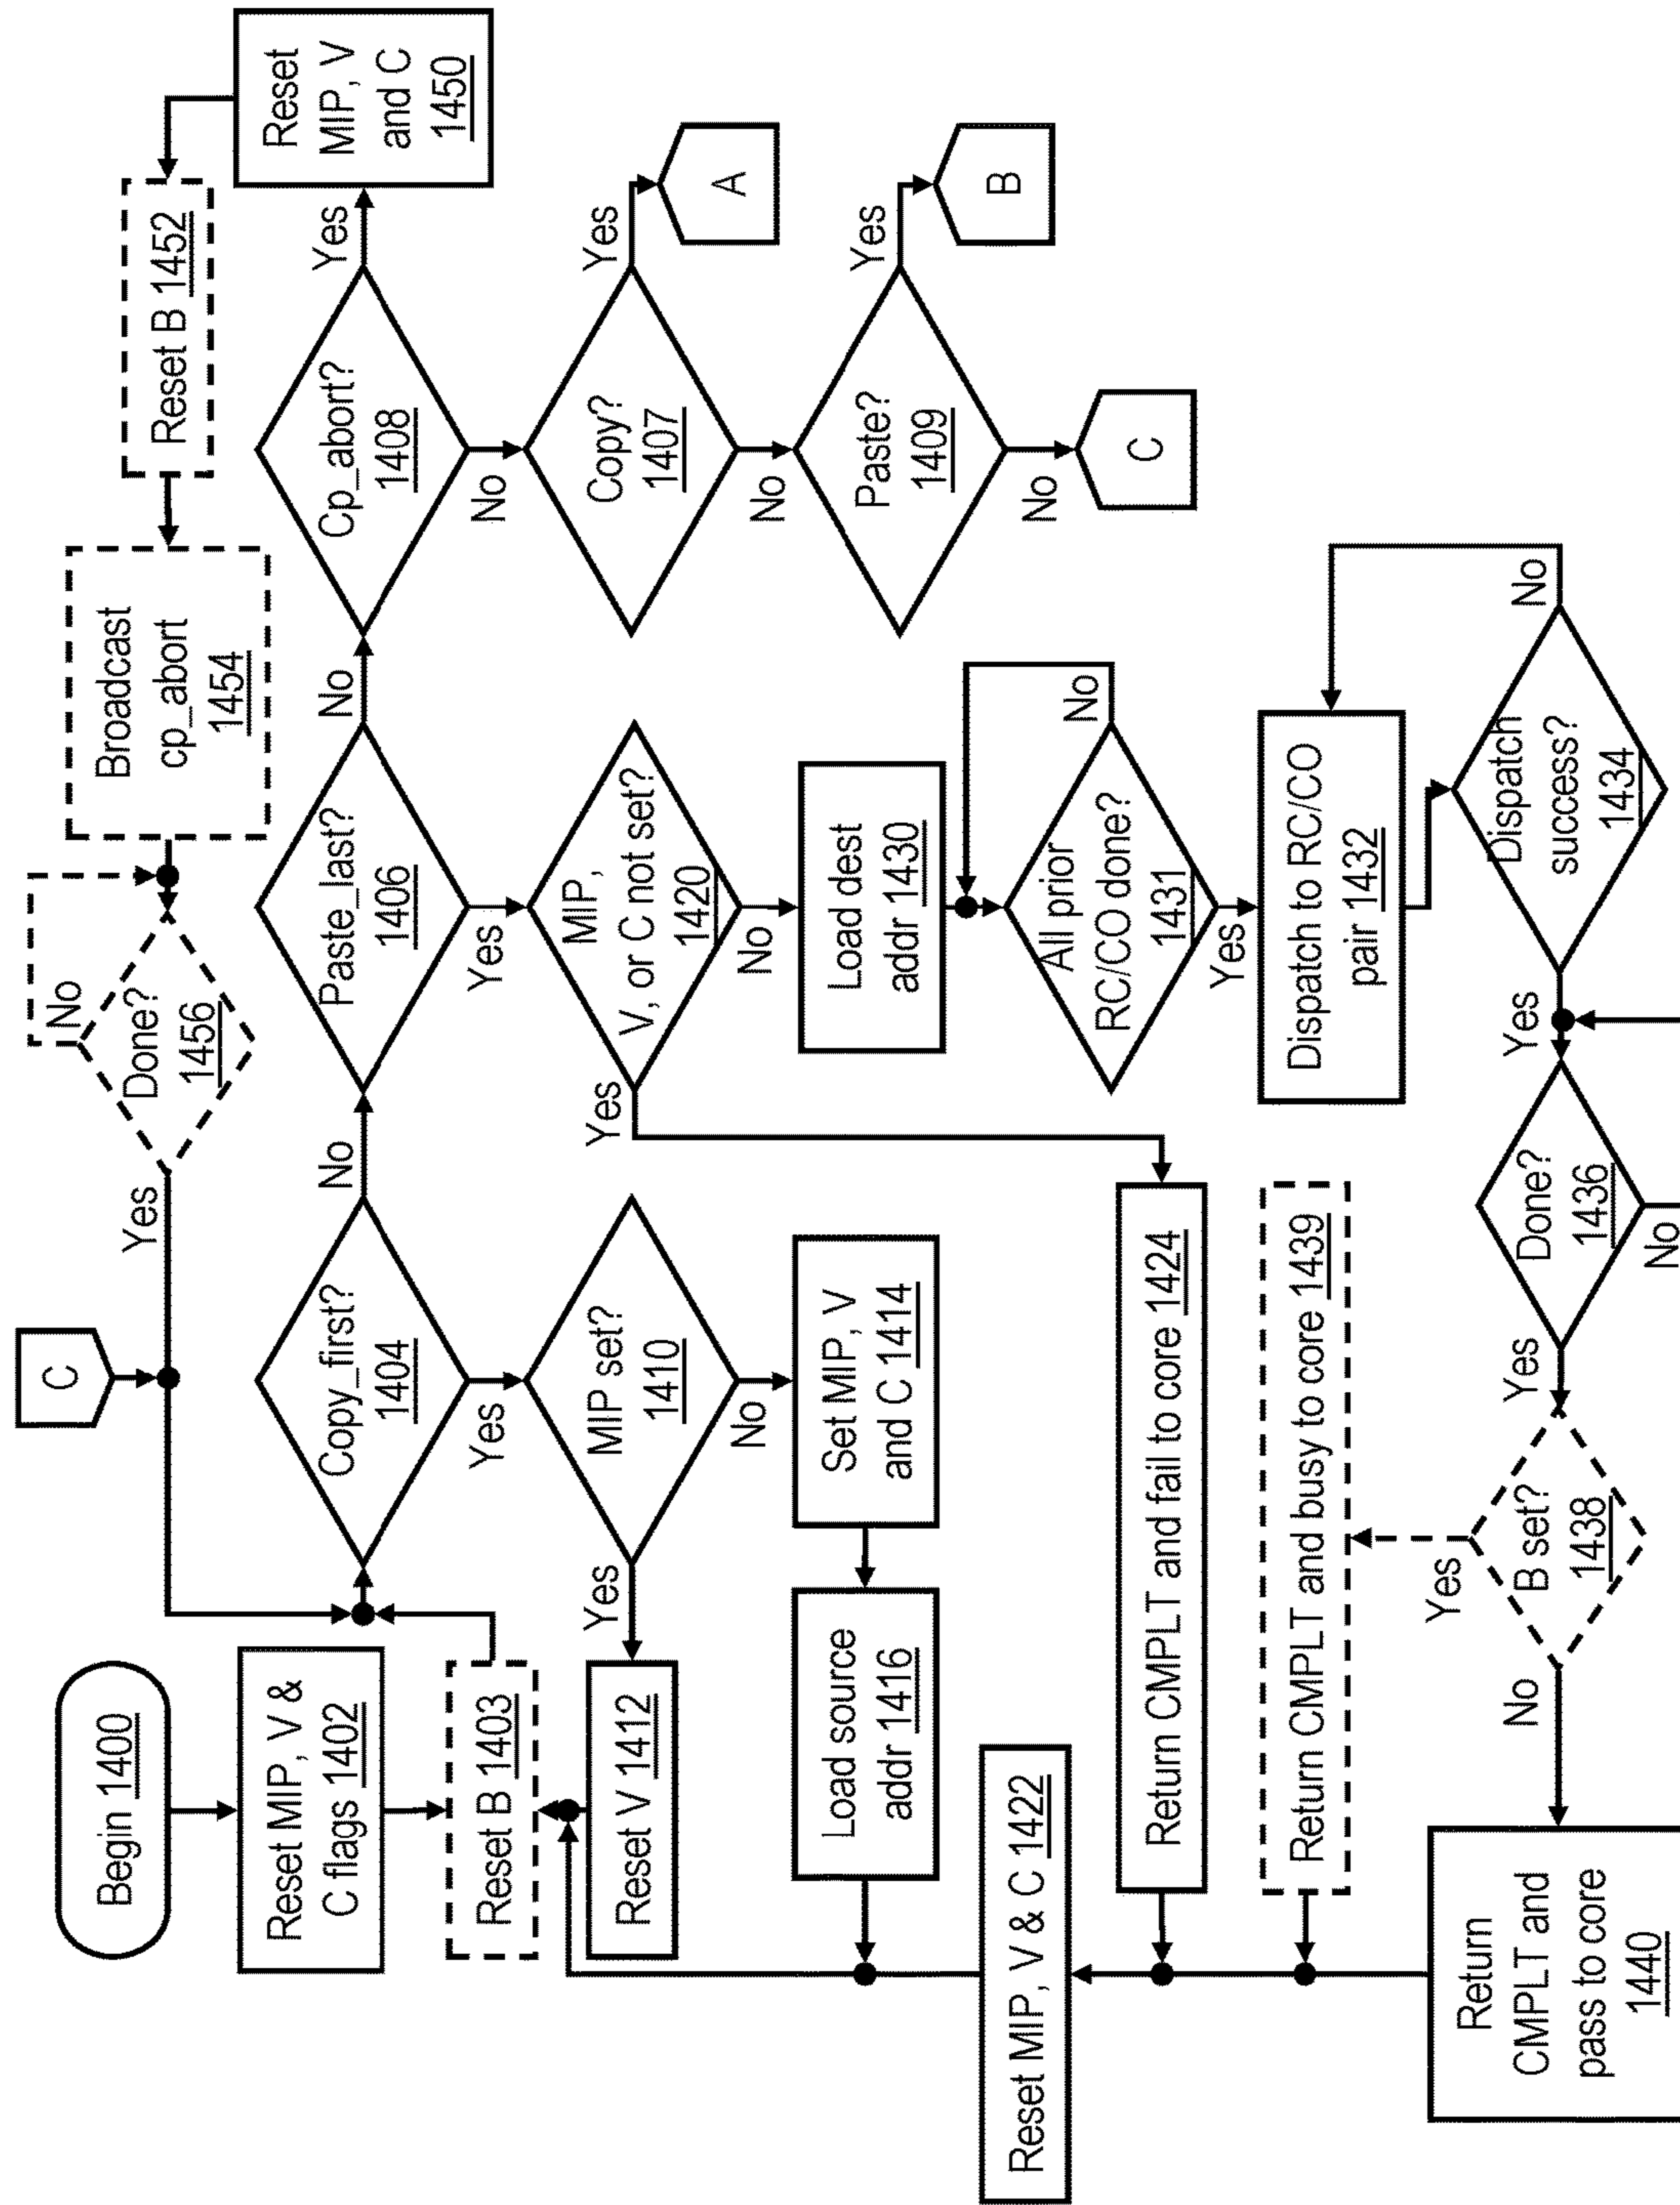 Begin 1400
Reset MIP, V &
C flags 1402
Reset B 1403
C
Copy_first?
1404
Yes
No
MIP set?
1410
Yes
No
Reset V 1412
Set MIP, V
and C 1414
Load source
addr 1416
Paste_last?
1406
Yes
No
MIP,
V, or C not set?
1420
Yes
No
Reset MIP, V & C 1422
Return CMPLT and fail to core 1424
Load dest
addr 1430
All prior
RC/CO done?
1431
No
Yes
Dispatch to RC/CO
pair 1432
Dispatch
success?
1434
No
Yes
Done?
1436
No
Yes
B set?
1438
Yes
No
Return CMPLT and busy to core 1439
Return
CMPLT and
pass to core
1440
Cp_abort?
1408
Yes
No
Reset
MIP, V
and C
1450
Reset B 1452
Broadcast
cp_abort
1454
Done?
1456
No
Yes
Copy?
1407
Yes
No
A
Paste?
1409
Yes
No
B
C